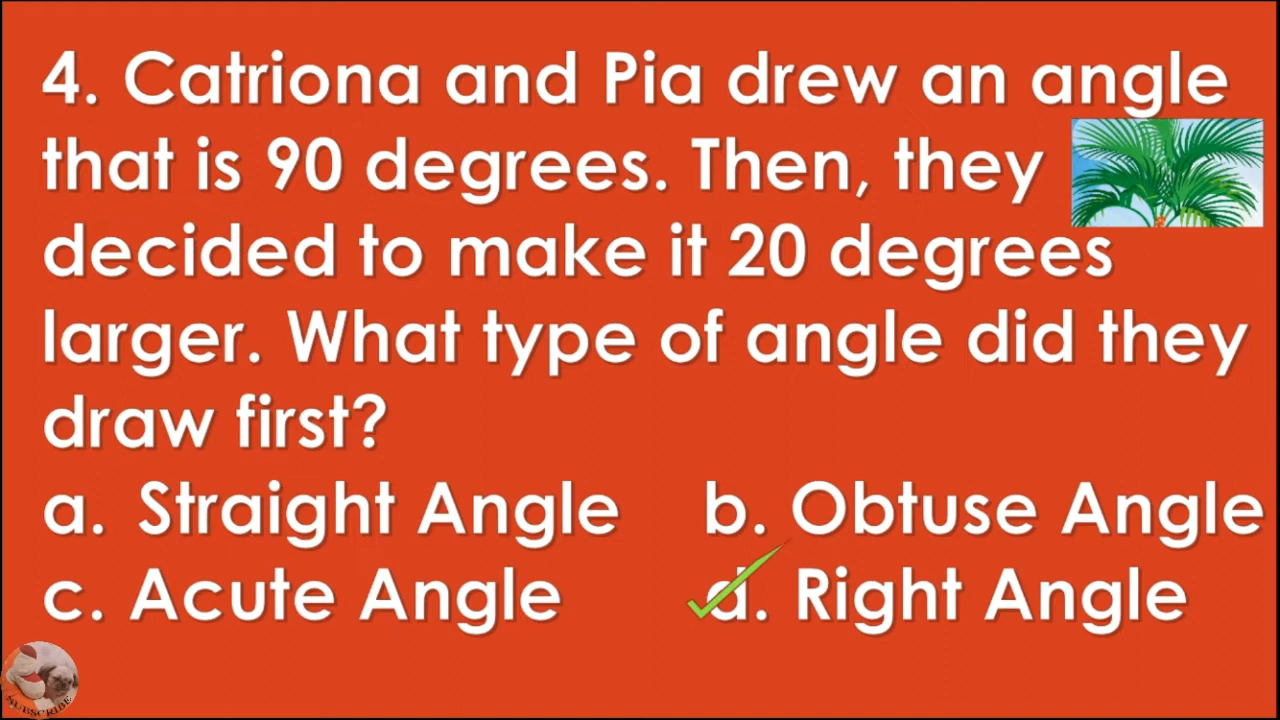 4. Catriona and Pia drew an angle
that is 90 degrees. Then, they
decided to make it 20 degrees
larger. What type of angle did they
draw first?
a. Straight Angle b. Obtuse Angle
c. Acute Angle d. Right Angle
SUBSCRIBE